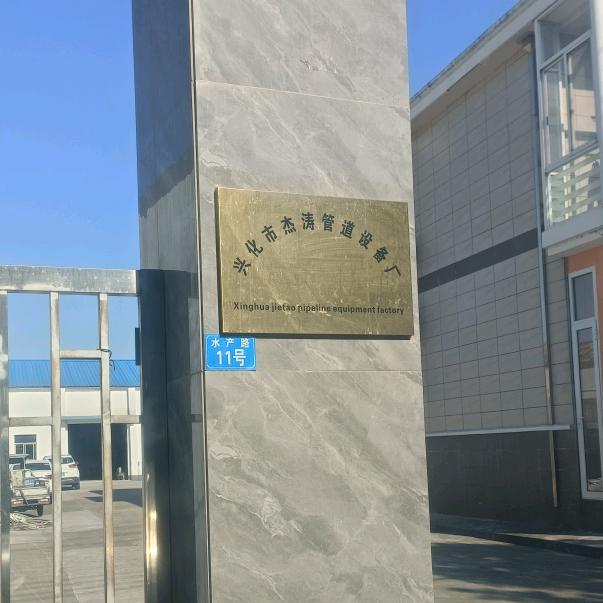 兴化市杰涛管道设备厂
Xinghua jietao pipeline equipment factory
水产路
11号